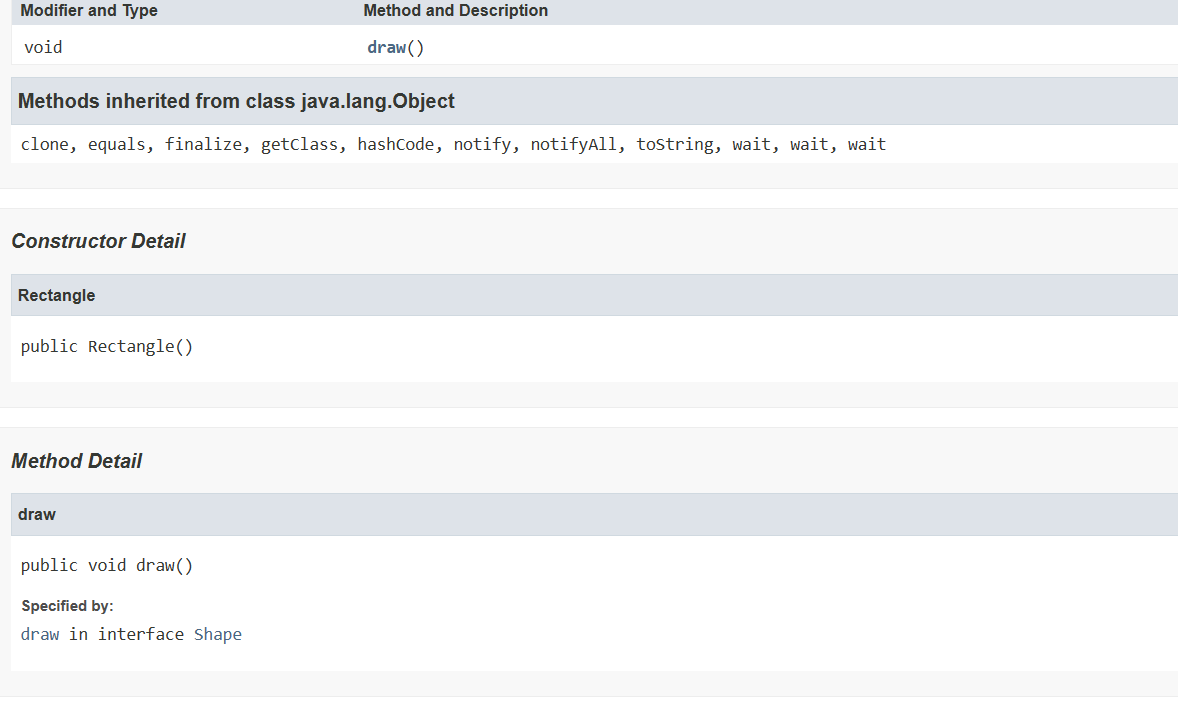 Modifier and Type Method and Description
void draw()
Methods inherited from class java.lang.Object
clone, equals, finalize, getClass, hashCode, notify, notifyAll, toString, wait, wait, wait
Constructor Detail
Rectangle
public Rectangle()
Method Detail
draw
public void draw()
Specified by:
draw in interface Shape